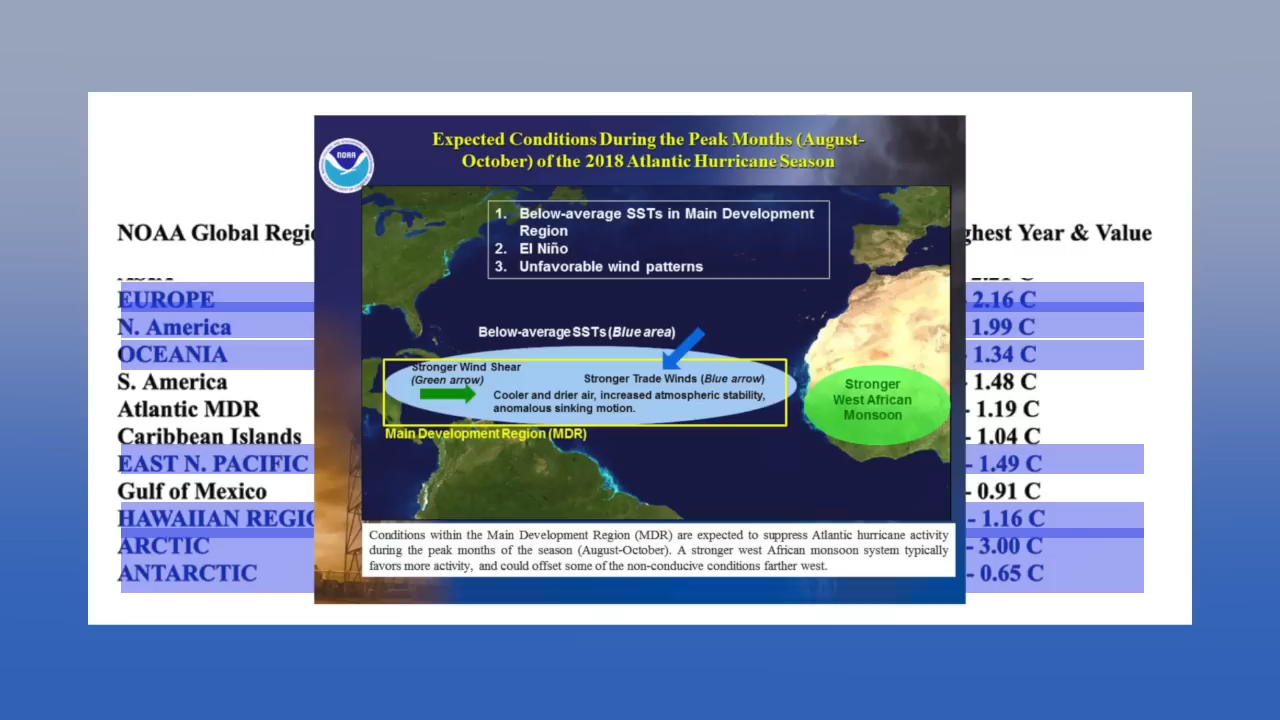 Expected Conditions During the Peak Months (August-
October) of the 2018 Atlantic Hurricane Season
NOAA
1. Below-average SSTs in Main Development
Region
2. El Niño
3. Unfavorable wind patterns
Below-average SSTs (Blue area)
Stronger Wind Shear
(Green arrow)
Stronger Trade Winds (Blue arrow)
Cooler and drier air, increased atmospheric stability,
anomalous sinking motion.
Main Development Region (MDR)
Stronger
West African
Monsoon
Conditions within the Main Development Region (MDR) are expected to suppress Atlantic hurricane activity
during the peak months of the season (August-October). A stronger west African monsoon system typically
favors more activity, and could offset some of the non-conducive conditions farther west.
NOAA Global Year & Value
EUROPE 2.16 C
N. America 1.99 C
OCEANIA - 1.34 C
S. America - 1.48 C
Atlantic MDR - 1.19 C
Caribbean Islands - 1.04 C
EAST N. PACIFIC - 1.49 C
Gulf of Mexico - 0.91 C
HAWAIIAN - 1.16 C
ARCTIC - 3.00 C
ANTARCTIC - 0.65 C